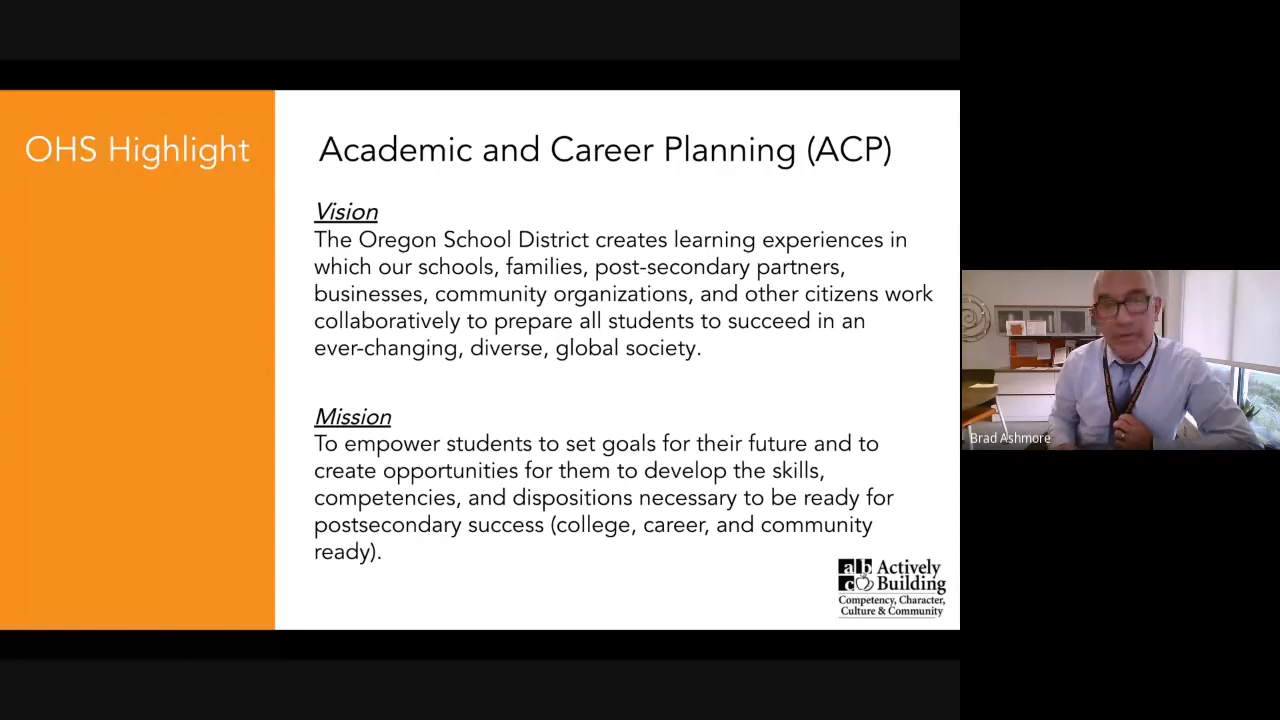 OHS Highlight
Academic and Career Planning (ACP)
Vision
The Oregon School District creates learning experiences in
which our schools, families, post-secondary partners,
businesses, community organizations, and other citizens work
collaboratively to prepare all students to succeed in an
ever-changing, diverse, global society.
Mission
To empower students to set goals for their future and to
create opportunities for them to develop the skills,
competencies, and dispositions necessary to be ready for
postsecondary success (college, career, and community
ready).
a b Actively
c Building
Competency, Character,
Culture & Community
Brad Ashmore